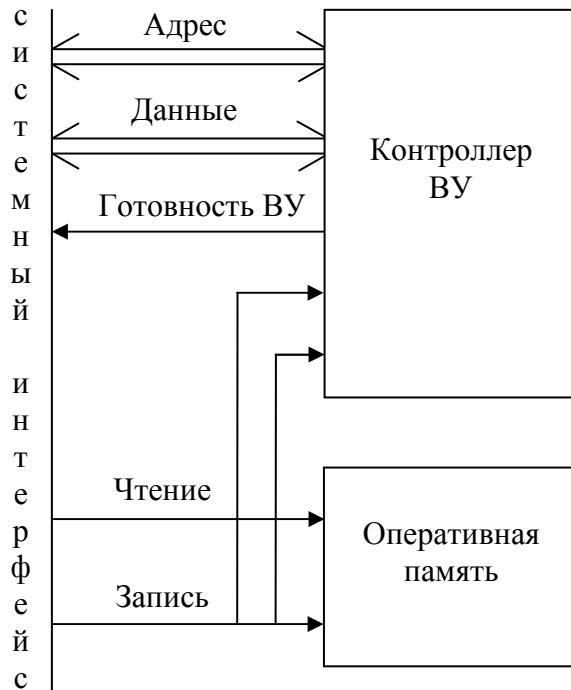 системный интерфейс
Адрес
Данные
Контроллер
ВУ
Готовность ВУ
Чтение
Оперативная
память
Запись